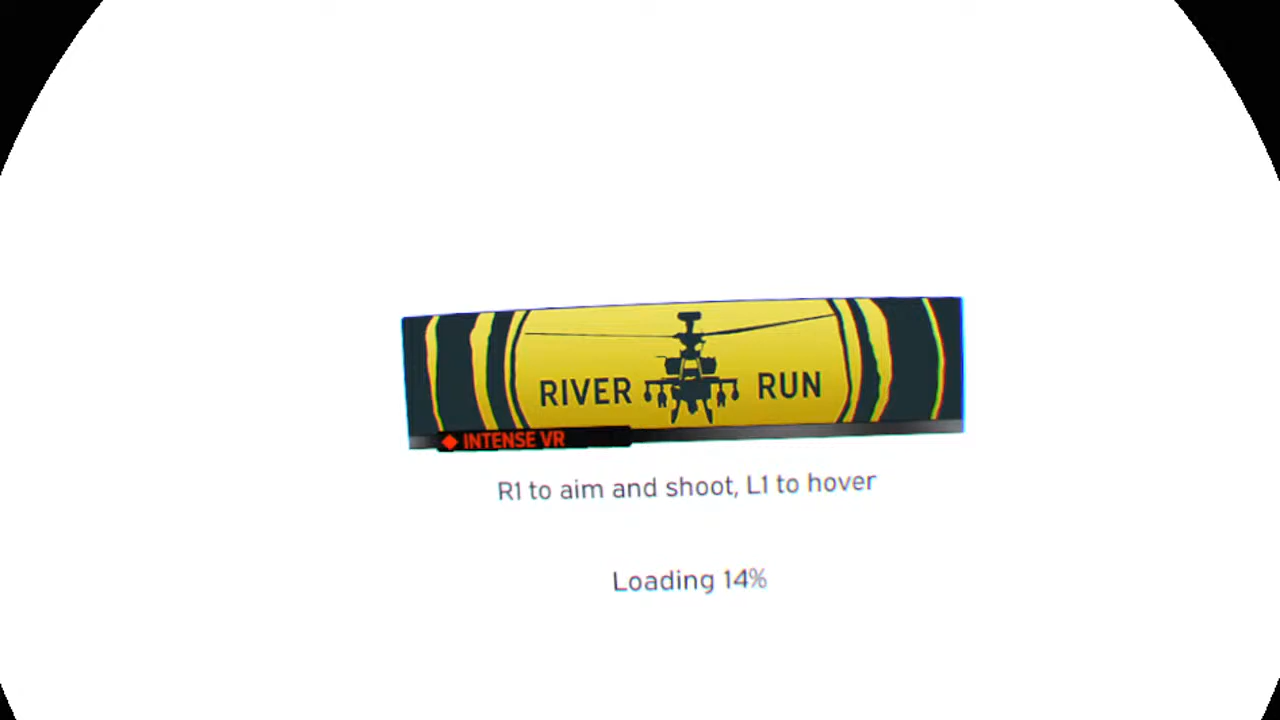 RIVER RUN
INTENSE VR
R1 to aim and shoot, L1 to hover
Loading 14%